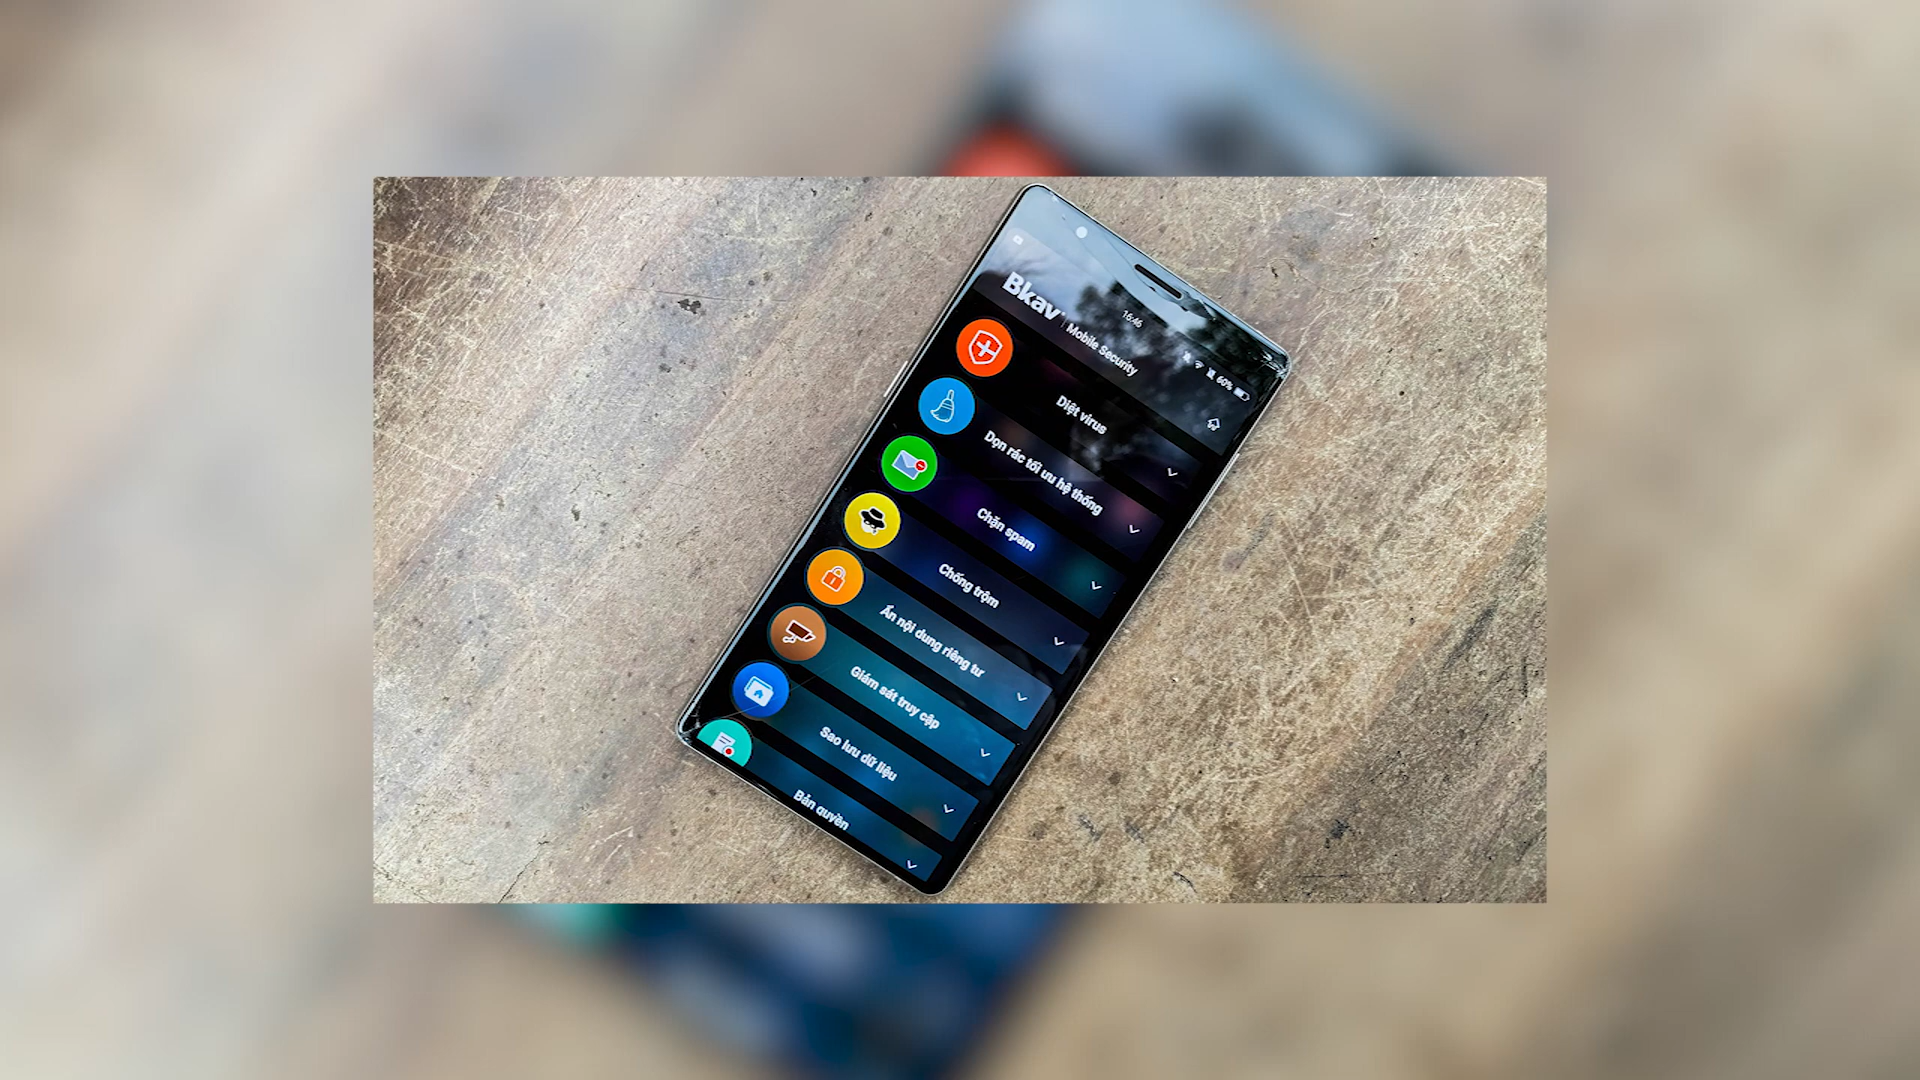 16:46
60%
Bkav
Mobile Security
Diệt virus
Dọn rác tối ưu hệ thống
Chặn spam
Chống trộm
Ẩn nội dung riêng tư
Giám sát truy cập
Sao lưu dữ liệu
Bản quyền